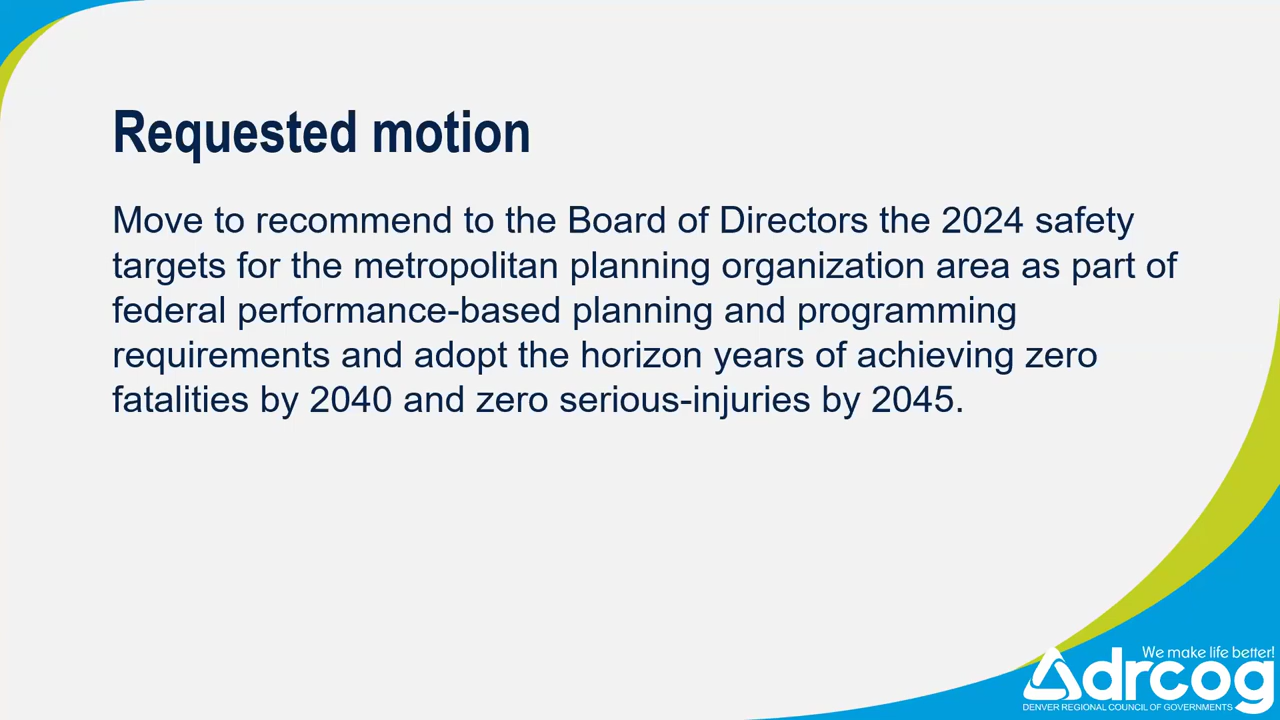 Requested motion
Move to recommend to the Board of Directors the 2024 safety
targets for the metropolitan planning organization area as part of
federal performance-based planning and programming
requirements and adopt the horizon years of achieving zero
fatalities by 2040 and zero serious-injuries by 2045.
We make life better!
drcog
DENVER REGIONAL COUNCIL OF GOVERNMENTS